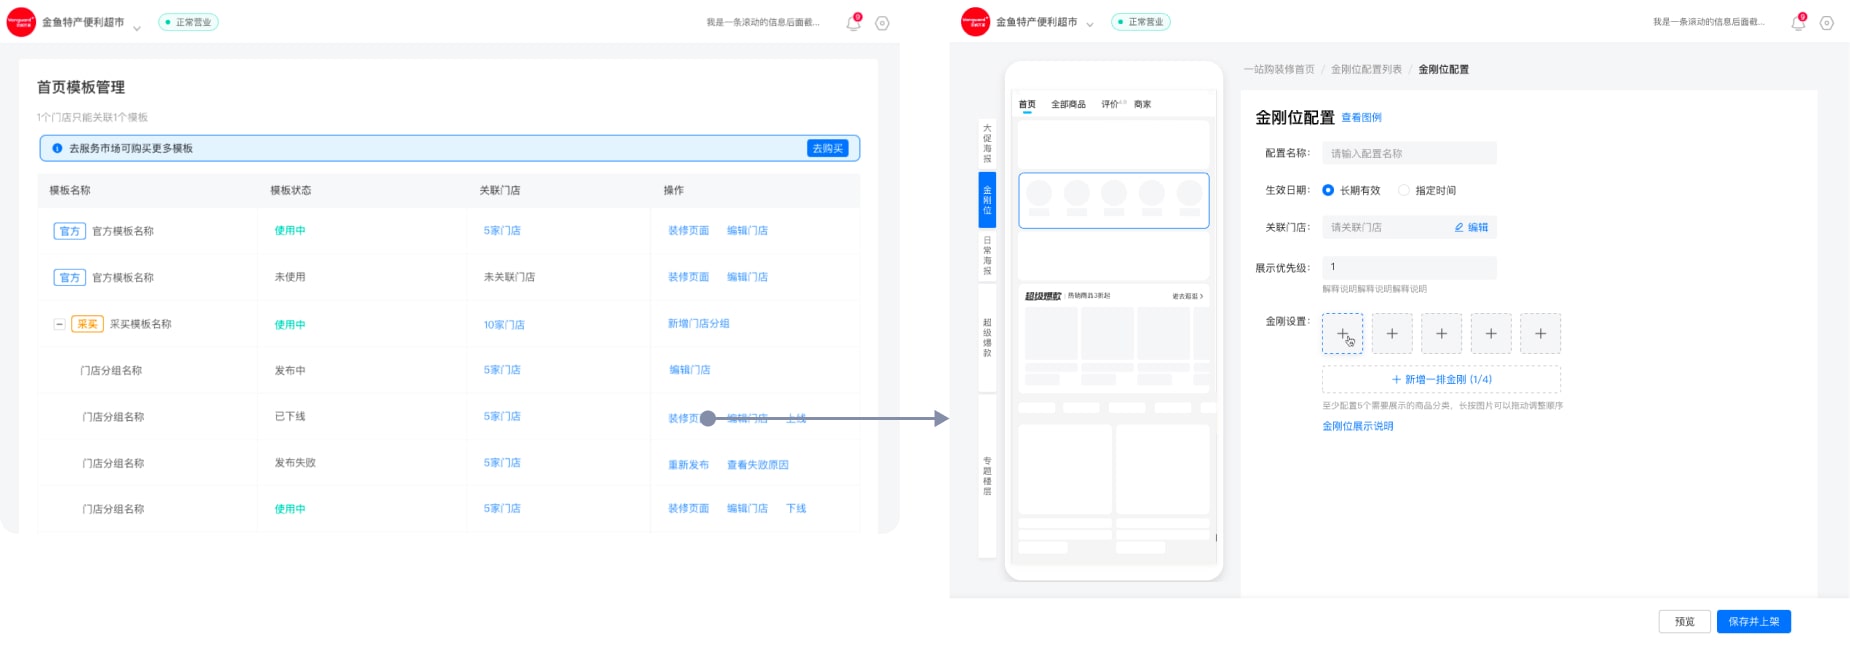 金鱼特产便利超市
正常营业
我是一条滚动的信息后面截...
9
首页模板管理
1个门店只能关联1个模板
去服务市场可购买更多模板
去购买
模板名称 模板状态 关联门店 操作
官方 官方模板名称 使用中 5家门店 装修页面 编辑门店
官方 官方模板名称 未使用 未关联门店 装修页面 编辑门店
采买 采买模板名称 使用中 10家门店 新增门店分组
门店分组名称 发布中 5家门店 编辑门店
门店分组名称 已下线 5家门店 装修页 编辑门店 上线
门店分组名称 发布失败 5家门店 重新发布 查看失败原因
门店分组名称 使用中 5家门店 装修页面 编辑门店 下线
金鱼特产便利超市
正常营业
我是一条滚动的信息后面截...
9
大促海报
金刚位
日常海报
超级爆款
专题楼层
首页 全部商品 评价4.8 商家
超级爆款 热销商品3折起
更去逛逛 >
一站购装修首页 / 金刚位配置列表 / 金刚位配置
金刚位配置 查看图例
配置名称： 请输入配置名称
生效日期： 长期有效 指定时间
关联门店： 请关联门店 编辑
展示优先级： 1
解释说明解释说明解释说明
金刚设置：
+ 新增一排金刚 (1/4)
至少配置5个需要展示的商品分类，长按图片可以拖动调整顺序
金刚位展示说明
预览 保存并上架